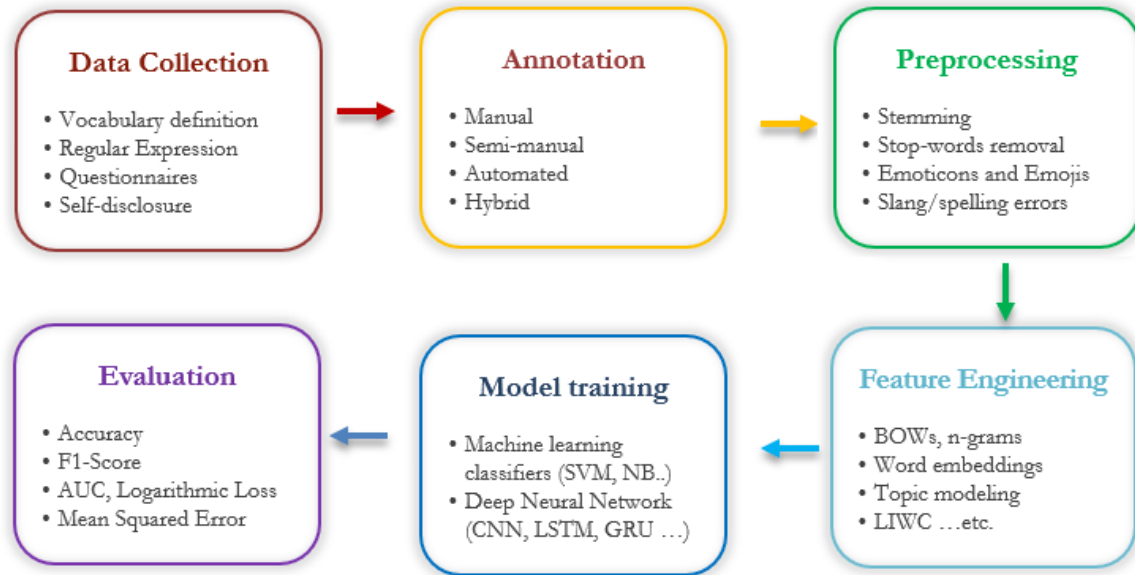 Data Collection
• Vocabulary definition
• Regular Expression
• Questionnaires
• Self-disclosure
Annotation
• Manual
• Semi-manual
• Automated
• Hybrid
Preprocessing
• Stemming
• Stop-words removal
• Emoticons and Emojis
• Slang/spelling errors
Feature Engineering
• BOWs, n-grams
• Word embeddings
• Topic modeling
• LIWC …etc.
Model training
• Machine learning
classifiers (SVM, NB..)
• Deep Neural Network
(CNN, LSTM, GRU …)
Evaluation
• Accuracy
• F1-Score
• AUC, Logarithmic Loss
• Mean Squared Error